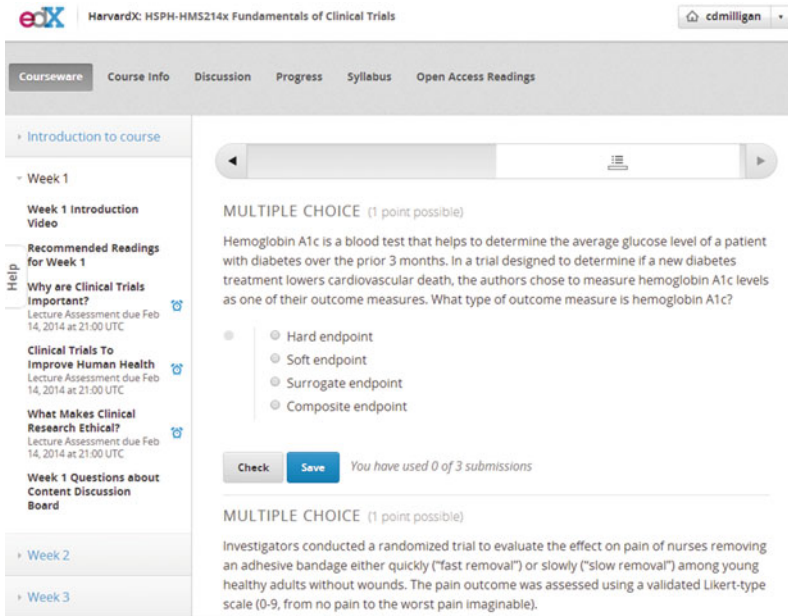 edX
HarvardX: HSPH-HMS214x Fundamentals of Clinical Trials
cdmilligan
Courseware
Course Info
Discussion
Progress
Syllabus
Open Access Readings
Help
Introduction to course
Week 1
Week 1 Introduction
Video
Recommended Readings
for Week 1
Why are Clinical Trials
Important?
Lecture Assessment due Feb
14, 2014 at 21:00 UTC
Clinical Trials To
Improve Human Health
Lecture Assessment due Feb
14, 2014 at 21:00 UTC
What Makes Clinical
Research Ethical?
Lecture Assessment due Feb
14, 2014 at 21:00 UTC
Week 1 Questions about
Content Discussion
Board
Week 2
Week 3
MULTIPLE CHOICE (1 point possible)
Hemoglobin A1c is a blood test that helps to determine the average glucose level of a patient
with diabetes over the prior 3 months. In a trial designed to determine if a new diabetes
treatment lowers cardiovascular death, the authors chose to measure hemoglobin A1c levels
as one of their outcome measures. What type of outcome measure is hemoglobin A1c?
Hard endpoint
Soft endpoint
Surrogate endpoint
Composite endpoint
Check
Save
You have used 0 of 3 submissions
MULTIPLE CHOICE (1 point possible)
Investigators conducted a randomized trial to evaluate the effect on pain of nurses removing
an adhesive bandage either quickly (“fast removal”) or slowly (“slow removal”) among young
healthy adults without wounds. The pain outcome was assessed using a validated Likert-type
scale (0-9, from no pain to the worst pain imaginable).